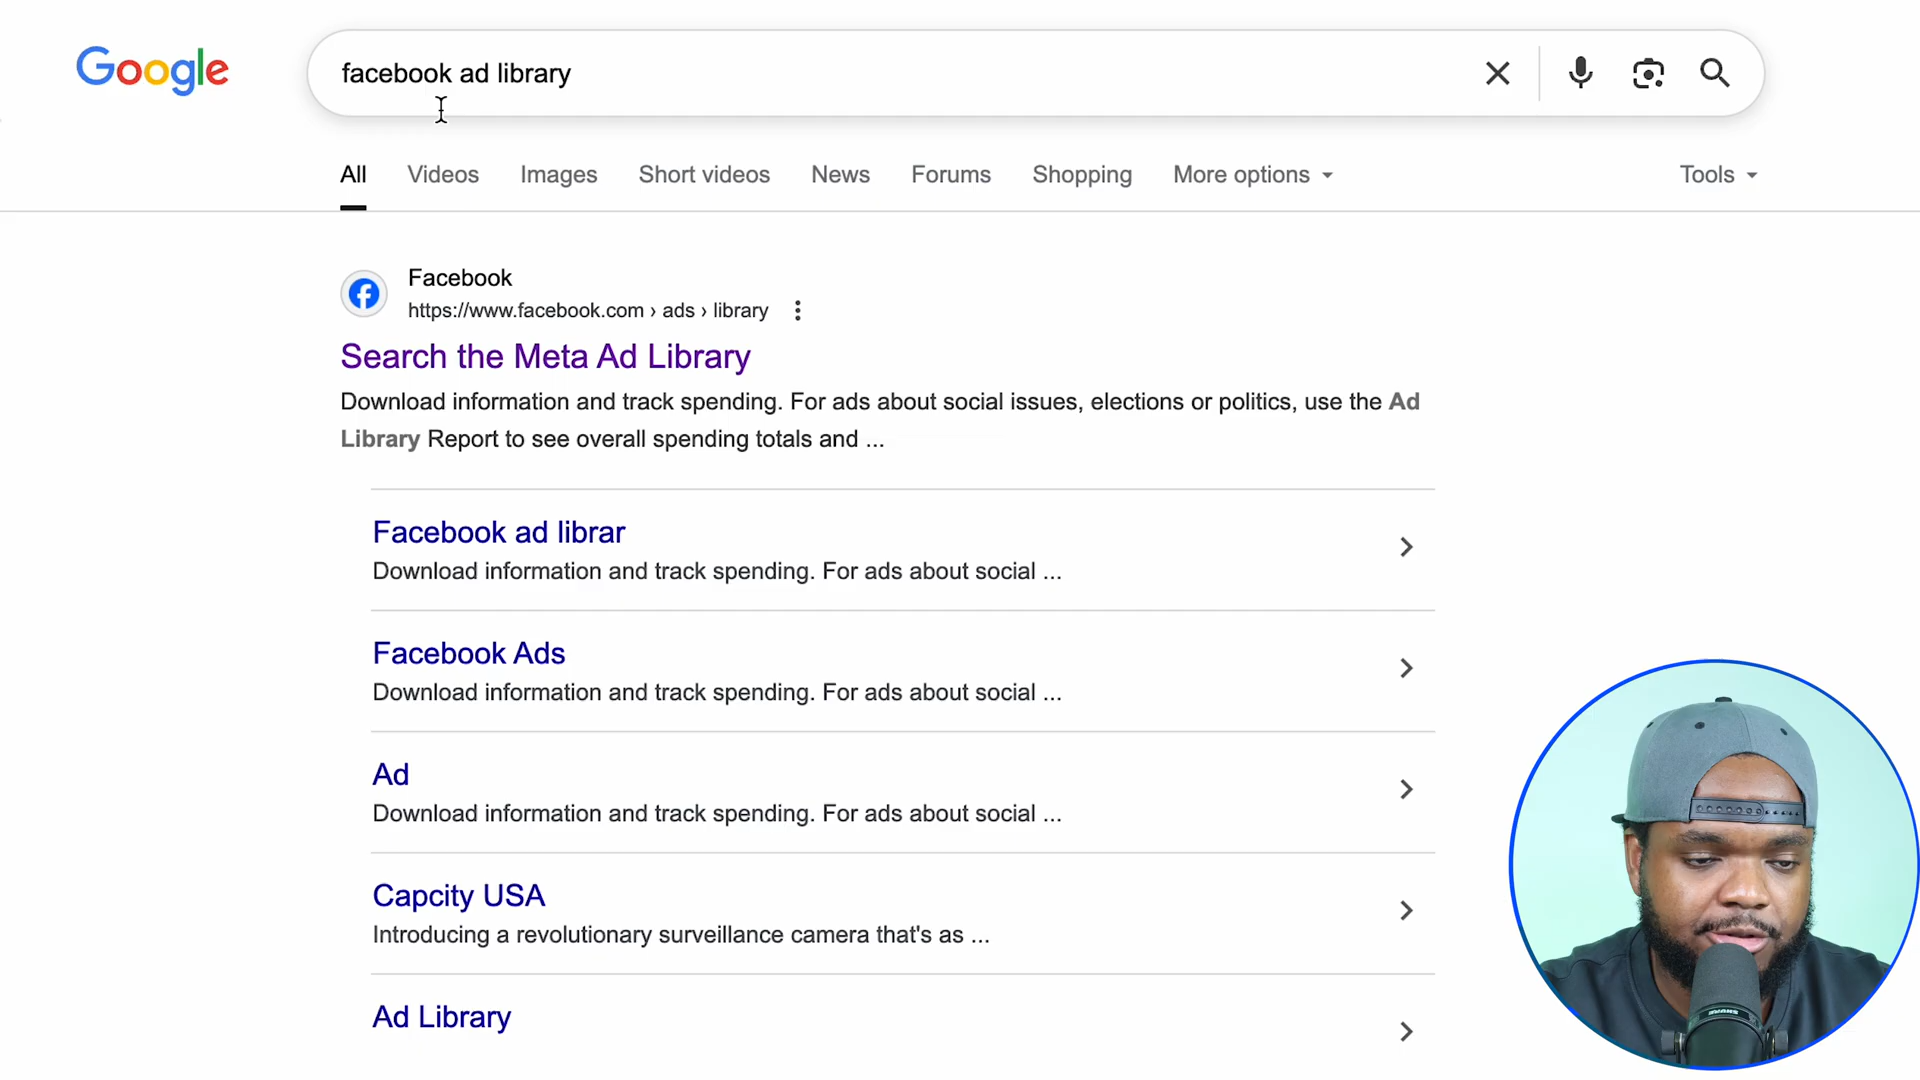 Google
facebook ad library
All Videos Images Short videos News Forums Shopping More options Tools
Facebook
https://www.facebook.com › ads › library
Search the Meta Ad Library
Download information and track spending. For ads about social issues, elections or politics, use the Ad
Library Report to see overall spending totals and ...
Facebook ad librar
Download information and track spending. For ads about social ...
Facebook Ads
Download information and track spending. For ads about social ...
Ad
Download information and track spending. For ads about social ...
Capcity USA
Introducing a revolutionary surveillance camera that's as ...
Ad Library
SHURE